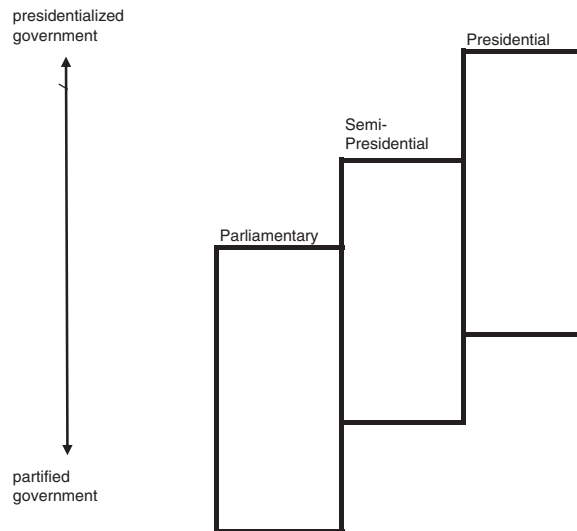 presidentialized
government
Presidential
Semi-
Presidential
Parliamentary
partified
government